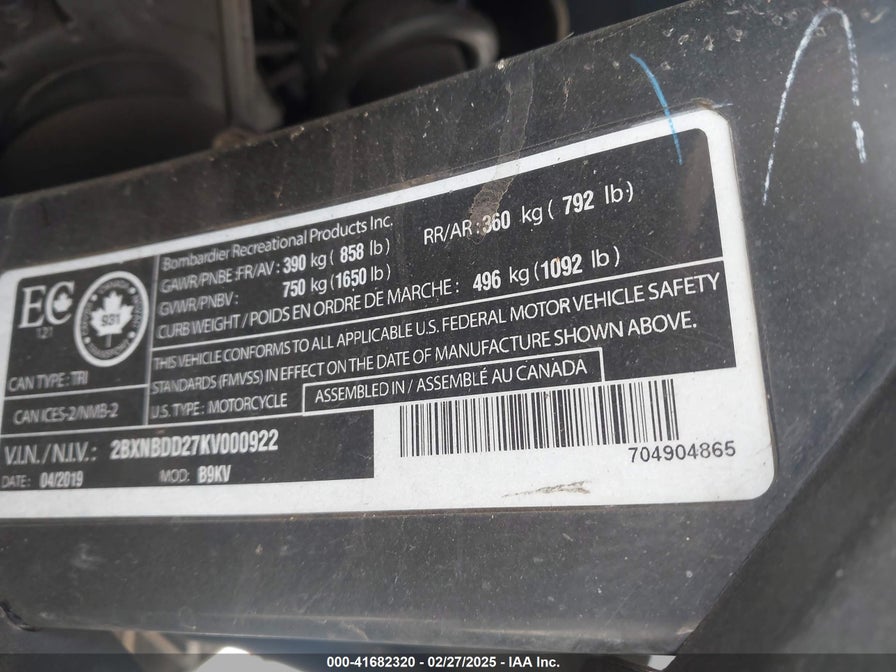 Bombardier Recreational Products Inc.
GAWR/PNBE:FR/AV: 390 kg ( 858 lb) RR/AR: 360 kg ( 792 lb)
GVWR/PNBV: 750 kg (1650 lb)
CURB WEIGHT / POIDS EN ORDRE DE MARCHE: 496 kg (1092 lb)
EC
121
931
CAN TYPE: TRI
THIS VEHICLE CONFORMS TO ALL APPLICABLE U.S. FEDERAL MOTOR VEHICLE SAFETY
STANDARDS (FMVSS) IN EFFECT ON THE DATE OF MANUFACTURE SHOWN ABOVE.
CAN ICES-2/NMB-2
U.S. TYPE: MOTORCYCLE
ASSEMBLED IN / ASSEMBLÉ AU CANADA
V.I.N. / N.I.V.: 2BXNBDD27KV000922
DATE: 04/2019 MOD: B9KV
704904865
000-41682320 - 02/27/2025 - IAA Inc.